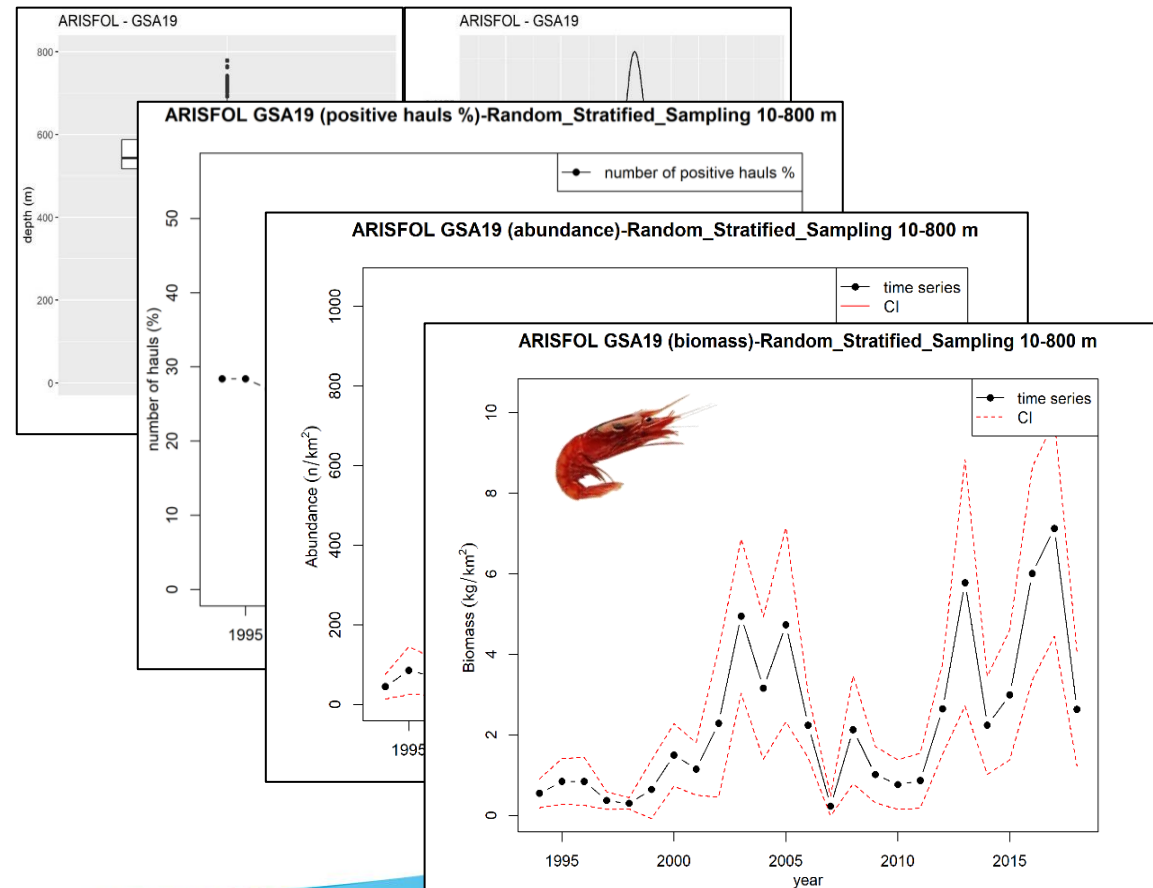 ARISFOL - GSA19
800
600
400
200
0
depth (m)
ARISFOL - GSA19
ARISFOL GSA19 (positive hauls %)-Random_Stratified_Sampling 10-800 m
number of positive hauls %
50
40
30
20
10
0
number of hauls (%)
1995
ARISFOL GSA19 (abundance)-Random_Stratified_Sampling 10-800 m
time series
CI
1000
800
600
400
200
0
Abundance (n/km²)
1995
ARISFOL GSA19 (biomass)-Random_Stratified_Sampling 10-800 m
time series
CI
10
8
6
4
2
0
Biomass (kg/km²)
1995 2000 2005 2010 2015
year